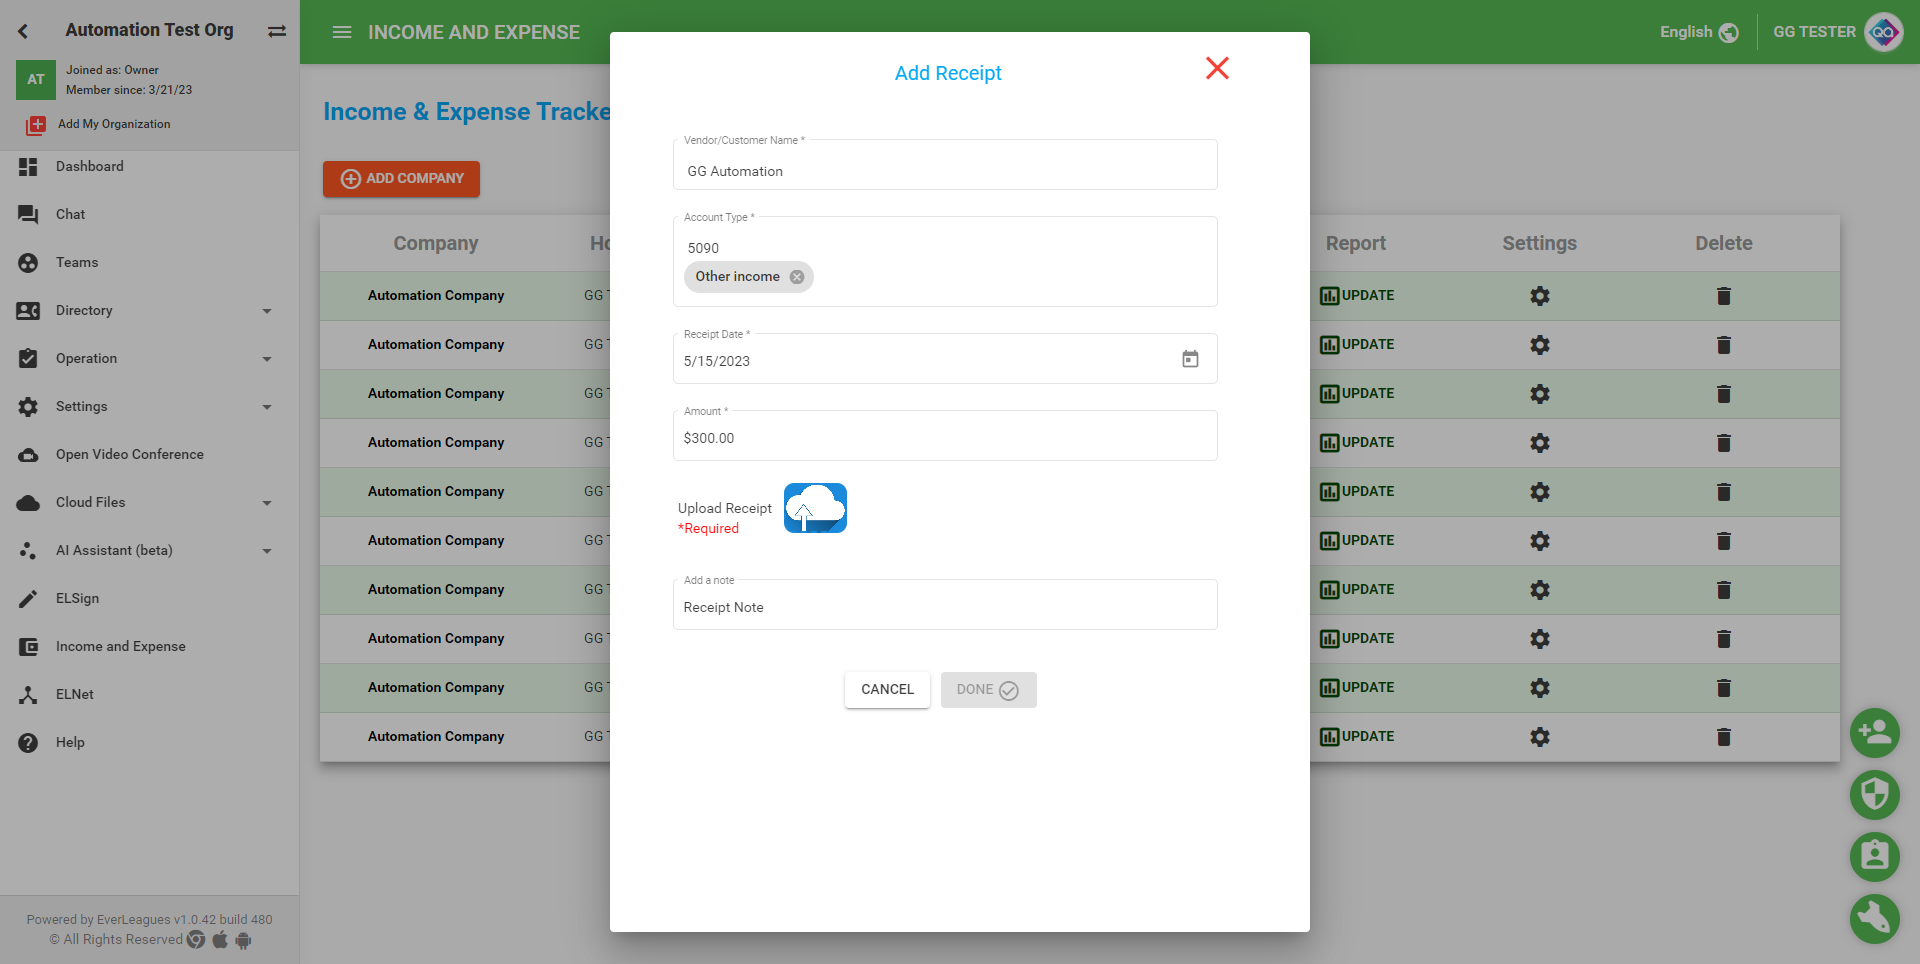 Automation Test Org
AT
Joined as: Owner
Member since: 3/21/23
Add My Organization
Dashboard
Chat
Teams
Directory
Operation
Settings
Open Video Conference
Cloud Files
AI Assistant (beta)
ELSign
Income and Expense
ELNet
Help
Powered by EverLeagues v1.0.42 build 480
© All Rights Reserved
INCOME AND EXPENSE
English
GG TESTER
QA
Income & Expense Tracke
ADD COMPANY
Company Ho Report Settings Delete
Automation Company GG T UPDATE
Automation Company GG T UPDATE
Automation Company GG T UPDATE
Automation Company GG T UPDATE
Automation Company GG T UPDATE
Automation Company GG T UPDATE
Automation Company GG T UPDATE
Automation Company GG T UPDATE
Automation Company GG T UPDATE
Automation Company GG T UPDATE
Add Receipt
Vendor/Customer Name *
GG Automation
Account Type *
5090
Other income
Receipt Date *
5/15/2023
Amount *
$300.00
Upload Receipt
*Required
Add a note
Receipt Note
CANCEL
DONE